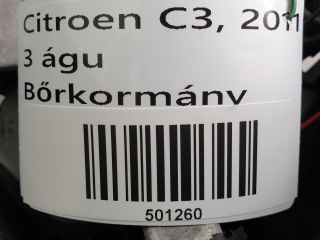 Citroen C3, 2011
3 águ
Bőrkormány
501260